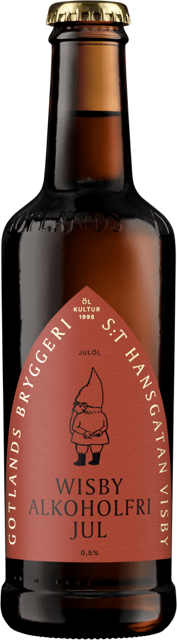 GOTLANDS
ÖL
KULTUR
1995
GOTLANDS BRYGGERI S:T HANSGATAN VISBY
JULÖL
WISBY
ALKOHOLFRI
JUL
0,5%